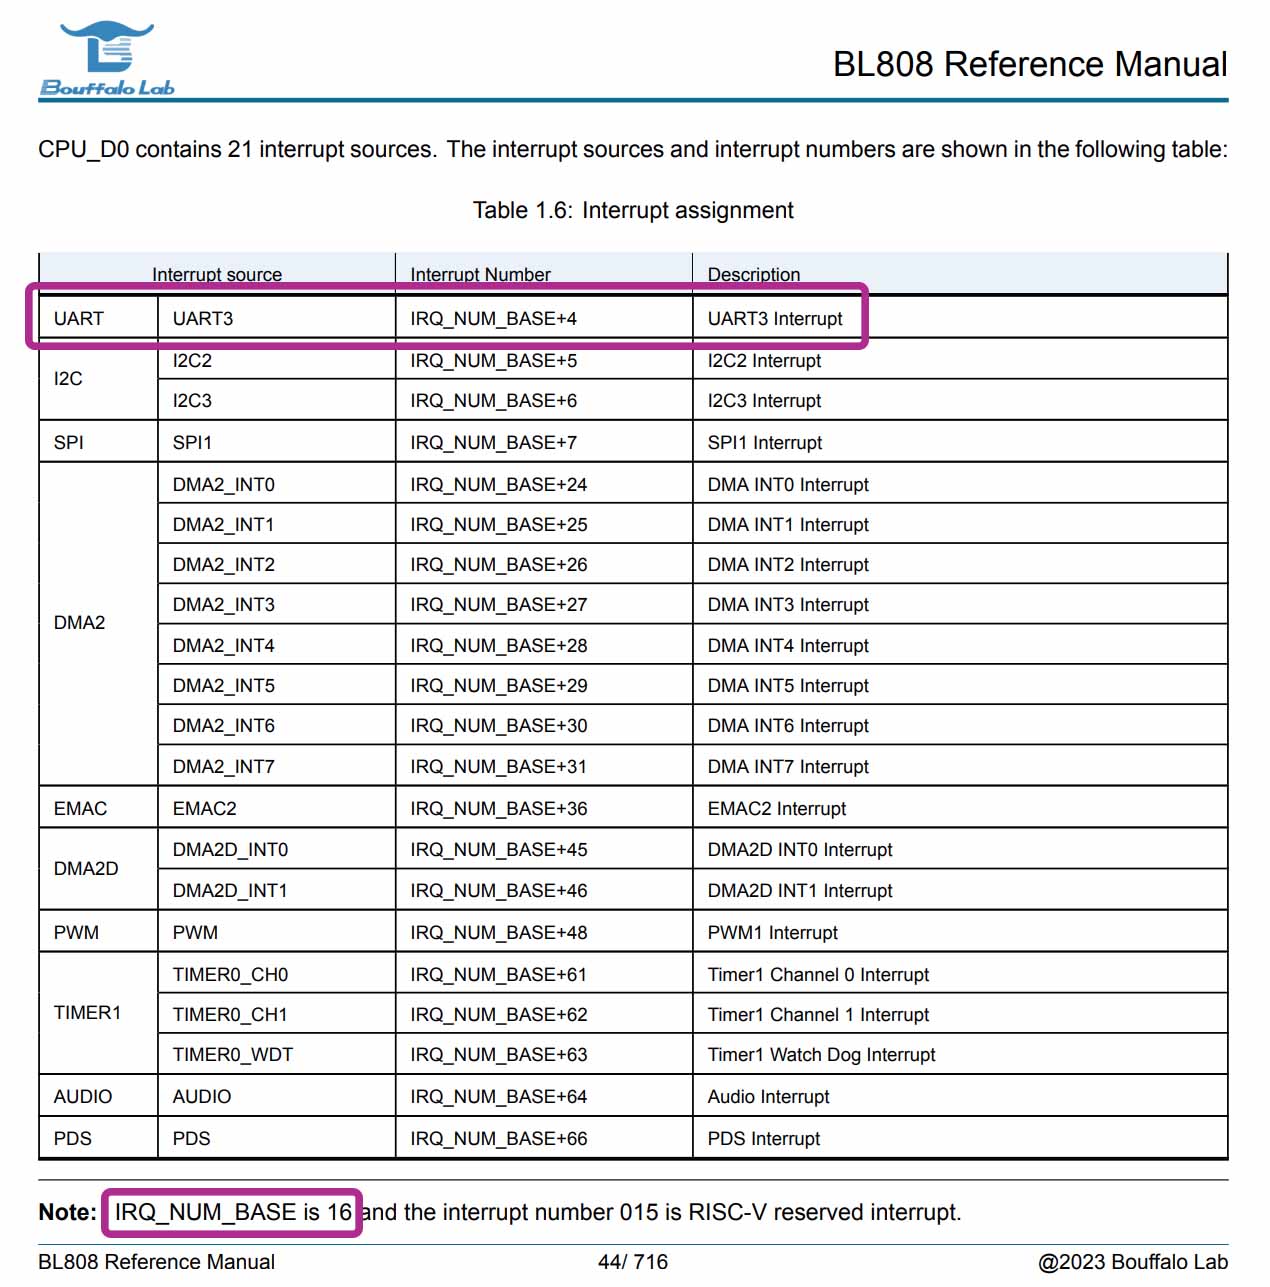 Bouffalo Lab
BL808 Reference Manual
CPU_D0 contains 21 interrupt sources. The interrupt sources and interrupt numbers are shown in the following table:
Table 1.6: Interrupt assignment
Interrupt source Interrupt Number Description
UART UART3 IRQ_NUM_BASE+4 UART3 Interrupt
I2C I2C2 IRQ_NUM_BASE+5 I2C2 Interrupt
I2C3 IRQ_NUM_BASE+6 I2C3 Interrupt
SPI SPI1 IRQ_NUM_BASE+7 SPI1 Interrupt
DMA2 DMA2_INT0 IRQ_NUM_BASE+24 DMA INT0 Interrupt
DMA2_INT1 IRQ_NUM_BASE+25 DMA INT1 Interrupt
DMA2_INT2 IRQ_NUM_BASE+26 DMA INT2 Interrupt
DMA2_INT3 IRQ_NUM_BASE+27 DMA INT3 Interrupt
DMA2_INT4 IRQ_NUM_BASE+28 DMA INT4 Interrupt
DMA2_INT5 IRQ_NUM_BASE+29 DMA INT5 Interrupt
DMA2_INT6 IRQ_NUM_BASE+30 DMA INT6 Interrupt
DMA2_INT7 IRQ_NUM_BASE+31 DMA INT7 Interrupt
EMAC EMAC2 IRQ_NUM_BASE+36 EMAC2 Interrupt
DMA2D DMA2D_INT0 IRQ_NUM_BASE+45 DMA2D INT0 Interrupt
DMA2D_INT1 IRQ_NUM_BASE+46 DMA2D INT1 Interrupt
PWM PWM IRQ_NUM_BASE+48 PWM1 Interrupt
TIMER1 TIMER0_CH0 IRQ_NUM_BASE+61 Timer1 Channel 0 Interrupt
TIMER0_CH1 IRQ_NUM_BASE+62 Timer1 Channel 1 Interrupt
TIMER0_WDT IRQ_NUM_BASE+63 Timer1 Watch Dog Interrupt
AUDIO AUDIO IRQ_NUM_BASE+64 Audio Interrupt
PDS PDS IRQ_NUM_BASE+66 PDS Interrupt
Note: IRQ_NUM_BASE is 16 and the interrupt number 015 is RISC-V reserved interrupt.
BL808 Reference Manual 44/ 716 @2023 Bouffalo Lab